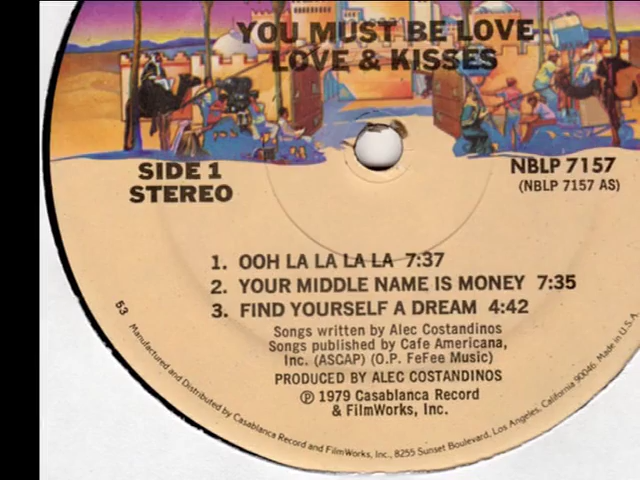 YOU MUST BE LOVE
LOVE & KISSES
SIDE 1
STEREO
NBLP 7157
(NBLP 7157 AS)
1. OOH LA LA LA LA 7:37
2. YOUR MIDDLE NAME IS MONEY 7:35
3. FIND YOURSELF A DREAM 4:42
Songs written by Alec Costandinos
Songs published by Cafe Americana,
Inc. (ASCAP) (O.P. FeFee Music)
PRODUCED BY ALEC COSTANDINOS
℗ 1979 Casablanca Record
& FilmWorks, Inc.
53 Manufactured and Distributed by Casablanca Record and FilmWorks, Inc., 8255 Sunset Boulevard, Los Angeles, California 90046. Made in U.S.A.